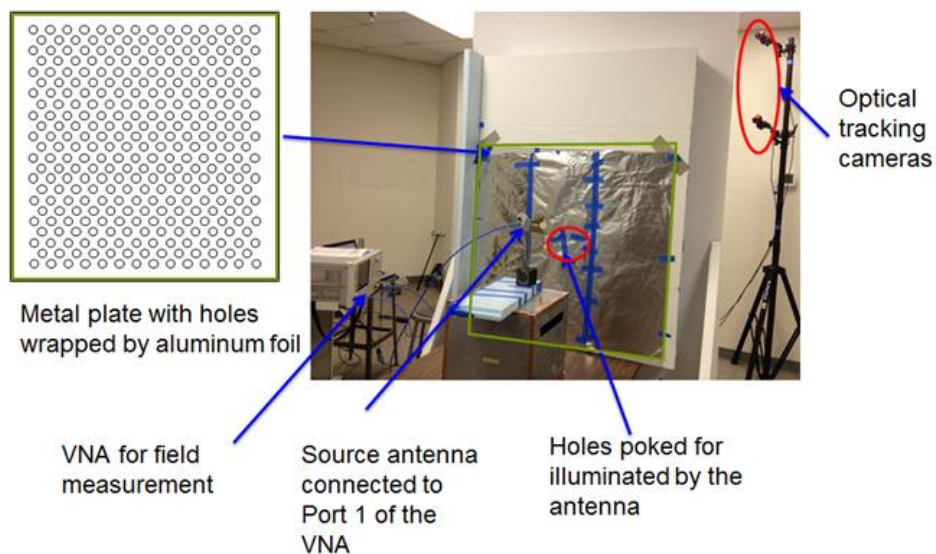 Optical
tracking
cameras
Metal plate with holes
wrapped by aluminum foil
VNA for field
measurement
Source antenna
connected to
Port 1 of the
VNA
Holes poked for
illuminated by the
antenna